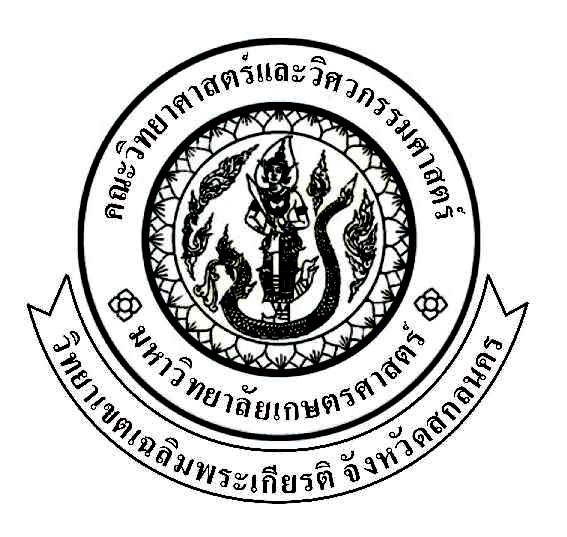 คณะวิทยาศาสตร์และวิศวกรรมศาสตร์
มหาวิทยาลัยเกษตรศาสตร์
วิทยาเขตเฉลิมพระเกียรติ จังหวัดสกลนคร